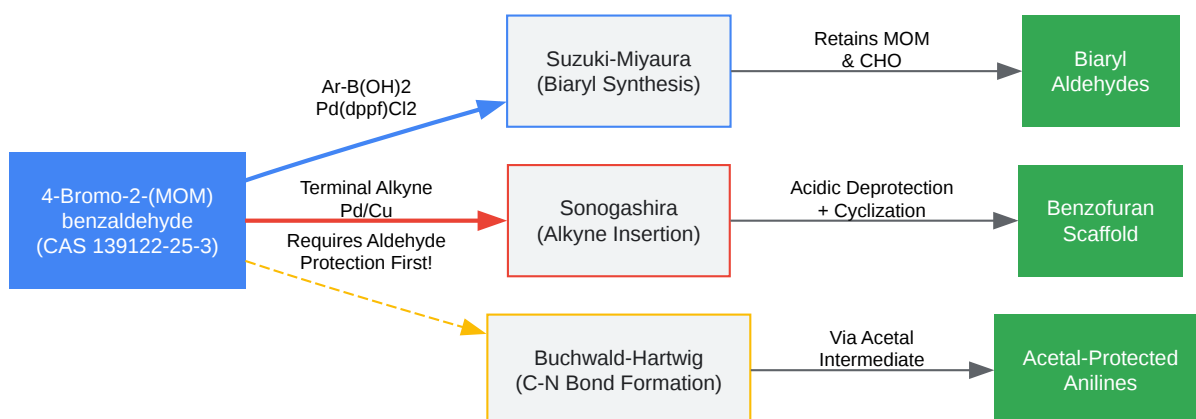 4-Bromo-2-(MOM)
benzaldehyde
(CAS 139122-25-3)
Ar-B(OH)2
Pd(dppf)Cl2
Suzuki-Miyaura
(Biaryl Synthesis)
Retains MOM
& CHO
Biaryl
Aldehydes
Terminal Alkyne
Pd/Cu
Sonogashira
(Alkyne Insertion)
Acidic Deprotection
+ Cyclization
Benzofuran
Scaffold
Requires Aldehyde
Protection First!
Buchwald-Hartwig
(C-N Bond Formation)
Via Acetal
Intermediate
Acetal-Protected
Anilines